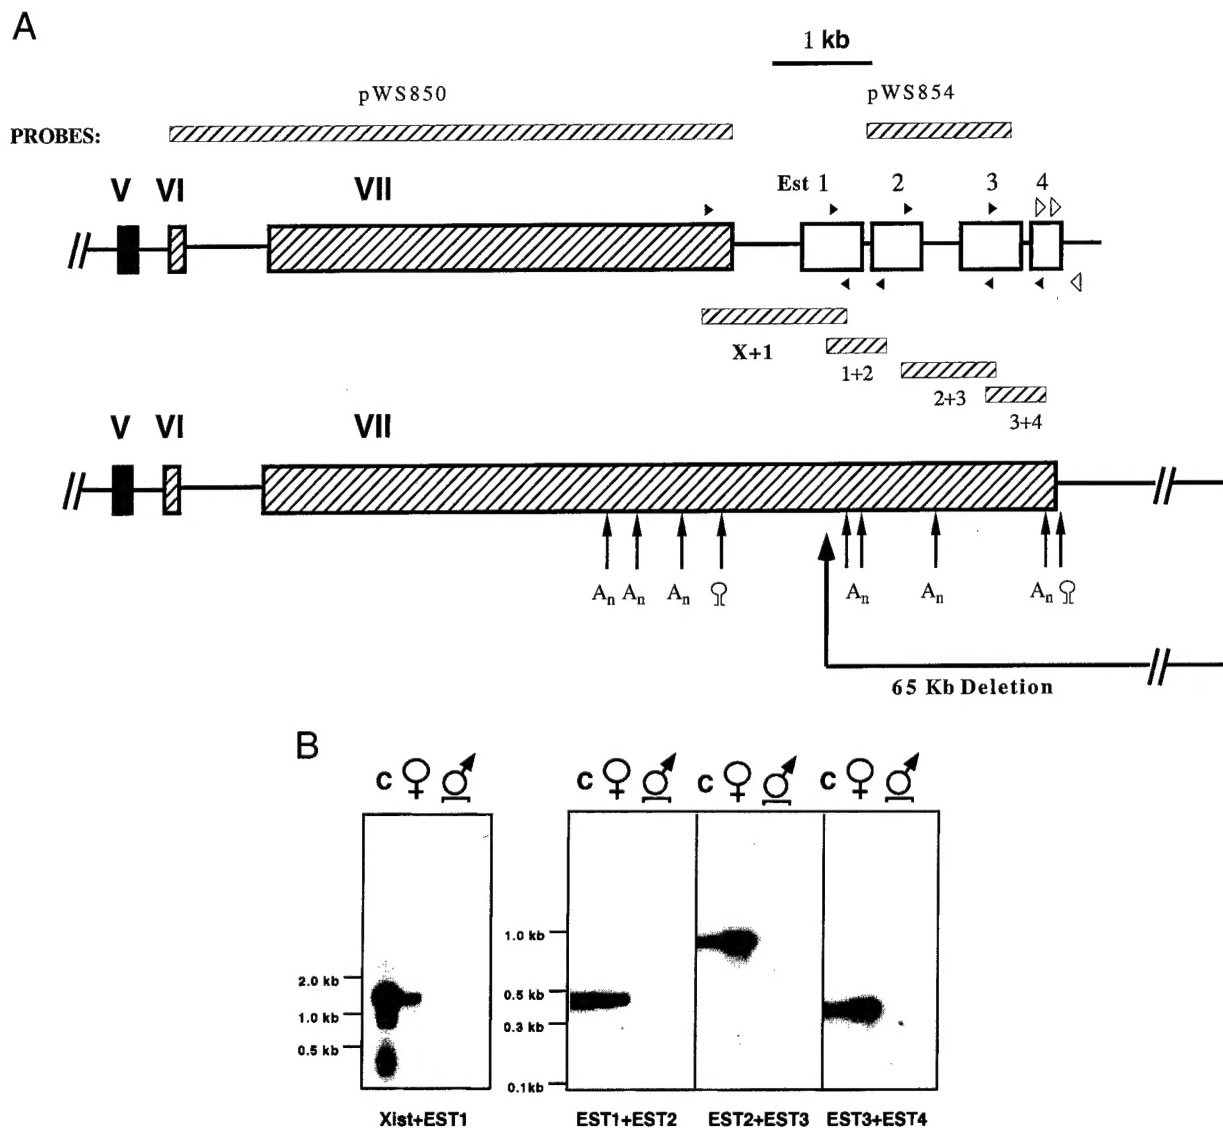 A
1 kb
pWS850 pWS854
PROBES:
V VI VII Est 1 2 3 4
X+1
1+2
2+3
3+4
V VI VII
An An An An An An
65 Kb Deletion
B
C C C C
2.0 kb
1.0 kb
0.5 kb
1.0 kb
0.5 kb
0.3 kb
0.1kb
Xist+EST1 EST1+EST2 EST2+EST3 EST3+EST4